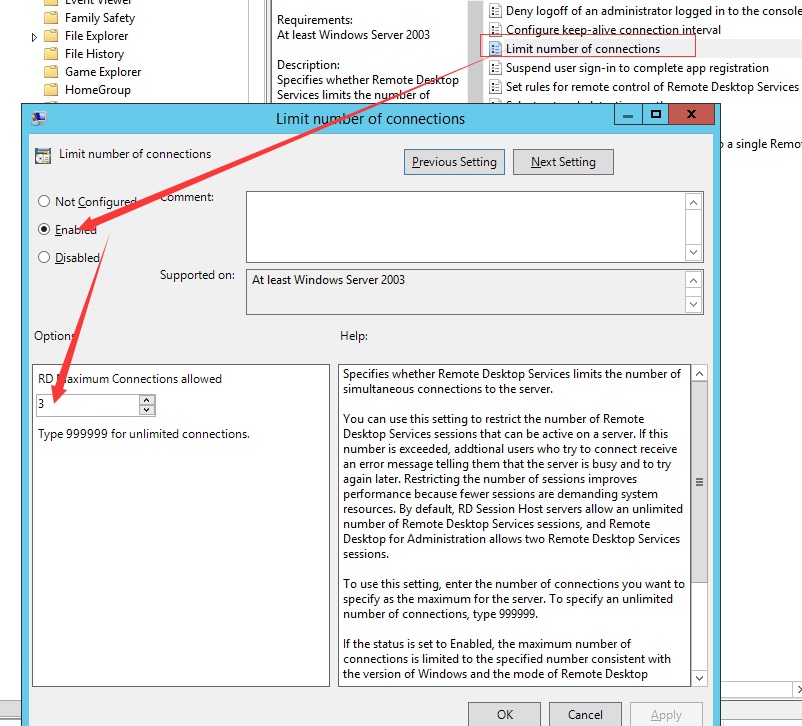 Event Viewer
Family Safety
File Explorer
File History
Game Explorer
HomeGroup
Requirements:
At least Windows Server 2003
Description:
Specifies whether Remote Desktop
Services limits the number of
Deny logoff of an administrator logged in to the console
Configure keep-alive connection interval
Limit number of connections
Suspend user sign-in to complete app registration
Set rules for remote control of Remote Desktop Services
o a single Remo
Limit number of connections
Limit number of connections
Previous Setting
Next Setting
Not Configured
Comment:
Enabled
Disabled
Supported on:
At least Windows Server 2003
Options:
Help:
RD Maximum Connections allowed
3
Type 999999 for unlimited connections.
Specifies whether Remote Desktop Services limits the number of
simultaneous connections to the server.
You can use this setting to restrict the number of Remote
Desktop Services sessions that can be active on a server. If this
number is exceeded, addtional users who try to connect receive
an error message telling them that the server is busy and to try
again later. Restricting the number of sessions improves
performance because fewer sessions are demanding system
resources. By default, RD Session Host servers allow an unlimited
number of Remote Desktop Services sessions, and Remote
Desktop for Administration allows two Remote Desktop Services
sessions.
To use this setting, enter the number of connections you want to
specify as the maximum for the server. To specify an unlimited
number of connections, type 999999.
If the status is set to Enabled, the maximum number of
connections is limited to the specified number consistent with
the version of Windows and the mode of Remote Desktop
OK
Cancel
Apply